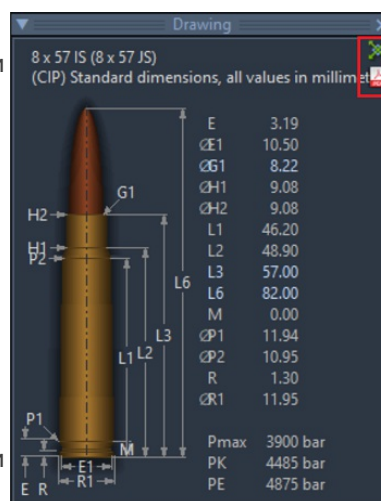 Drawing
8 x 57 IS (8 x 57 JS)
(CIP) Standard dimensions, all values in millimet
E 3.19
ØE1 10.50
ØG1 8.22
ØH1 9.08
ØH2 9.08
L1 46.20
L2 48.90
L3 57.00
L6 82.00
M 0.00
ØP1 11.94
ØP2 10.95
R 1.30
ØR1 11.95
Pmax 3900 bar
PK 4485 bar
PE 4875 bar
G1
H2
H1
P2
L6
L3
L1 L2
P1
M
E1
E R R1